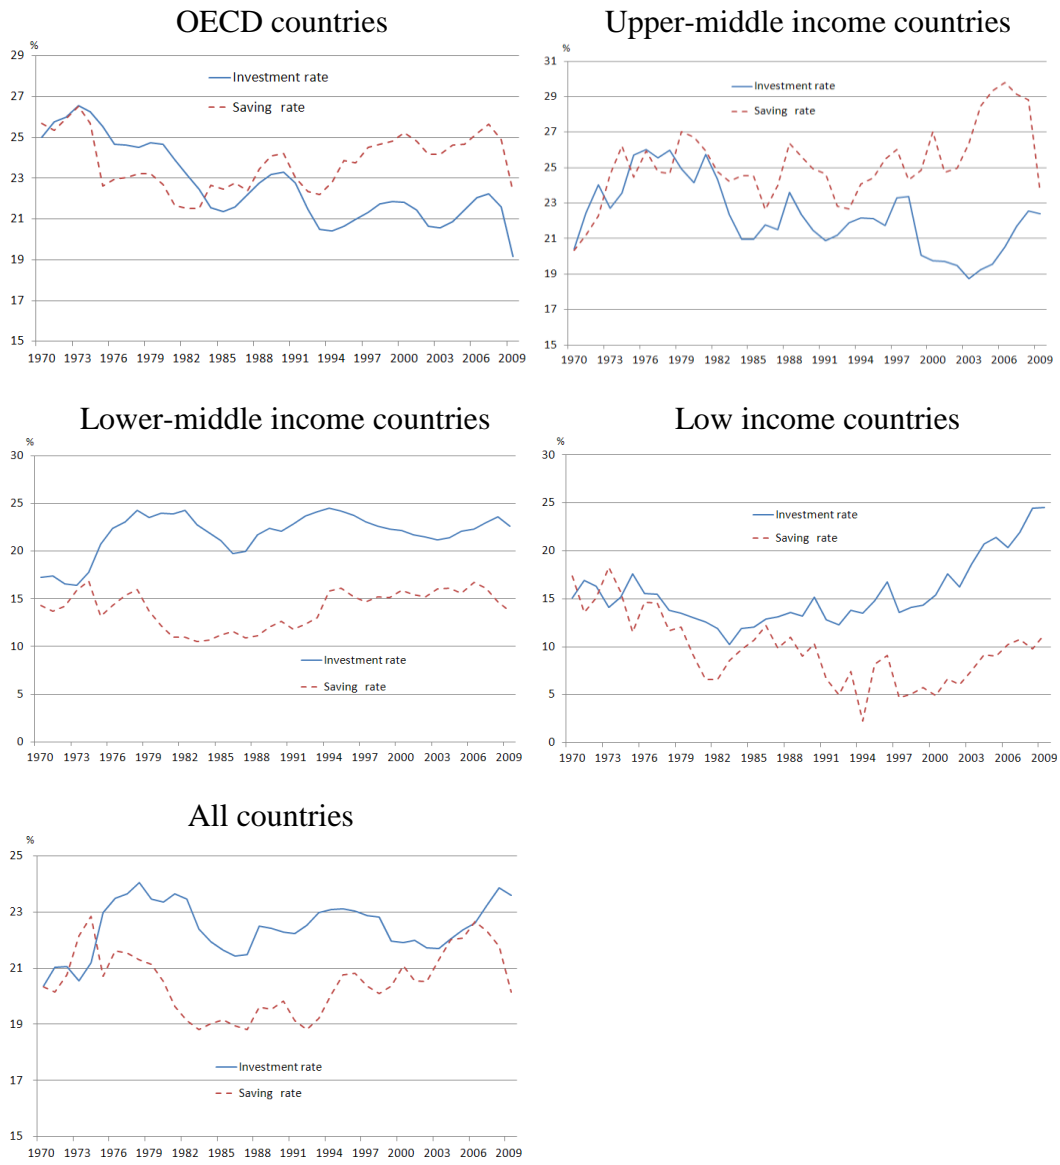 OECD countries
%
29
27
25
23
21
19
17
15
Investment rate
Saving rate
1970 1973 1976 1979 1982 1985 1988 1991 1994 1997 2000 2003 2006 2009
Upper-middle income countries
%
31
29
27
25
23
21
19
17
15
Investment rate
Saving rate
1970 1973 1976 1979 1982 1985 1988 1991 1994 1997 2000 2003 2006 2009
Lower-middle income countries
%
30
25
20
15
10
5
0
Investment rate
Saving rate
1970 1973 1976 1979 1982 1985 1988 1991 1994 1997 2000 2003 2006 2009
Low income countries
%
30
25
20
15
10
5
0
Investment rate
Saving rate
1970 1973 1976 1979 1982 1985 1988 1991 1994 1997 2000 2003 2006 2009
All countries
%
25
23
21
19
17
15
Investment rate
Saving rate
1970 1973 1976 1979 1982 1985 1988 1991 1994 1997 2000 2003 2006 2009